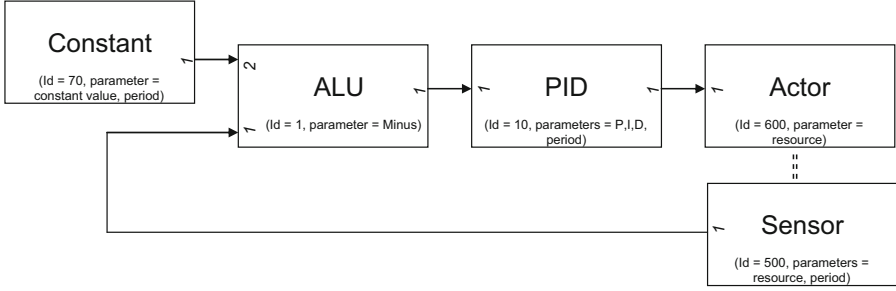 Constant
1
(Id = 70, parameter =
constant value, period)
2
ALU
1
1
(Id = 1, parameter = Minus)
1
PID
1
(Id = 10, parameters = P,I,D,
period)
1
Actor
(Id = 600, parameter =
resource)
1
Sensor
(Id = 500, parameters =
resource, period)